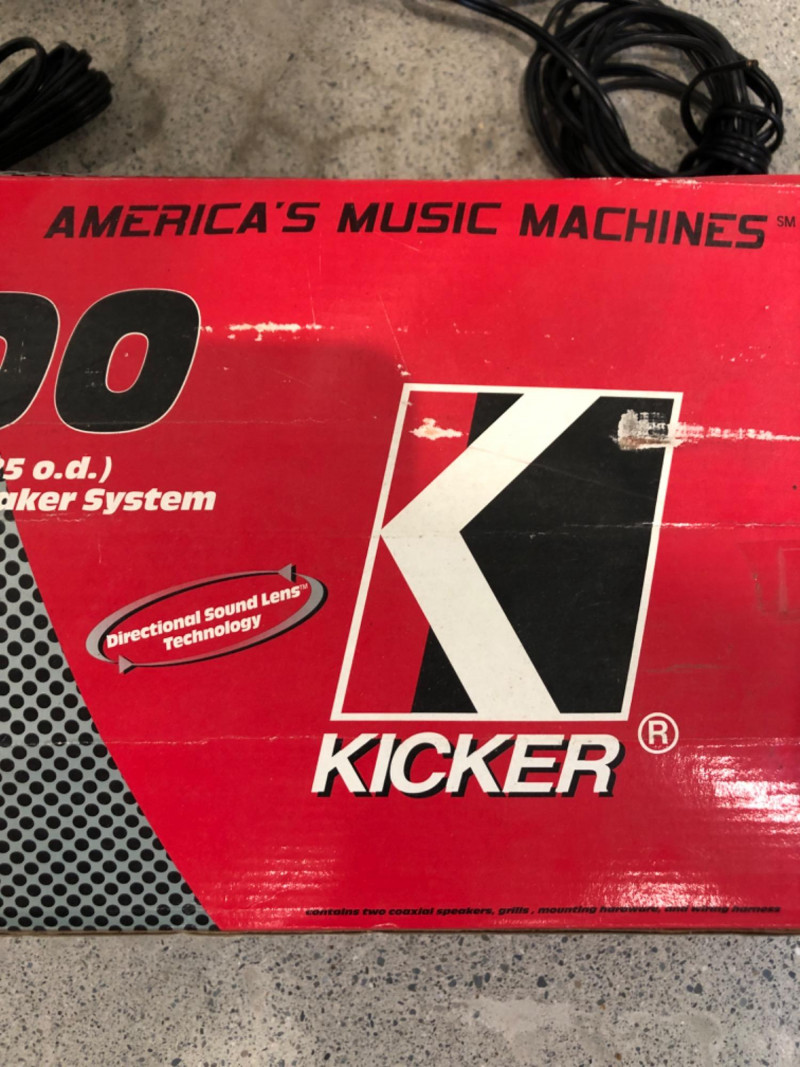 AMERICA'S MUSIC MACHINES SM
00
5 o.d.)
aker System
Directional Sound Lens™
Technology
K
KICKER®
contains two coaxial speakers, grills , mounting hardware, and wiring harness